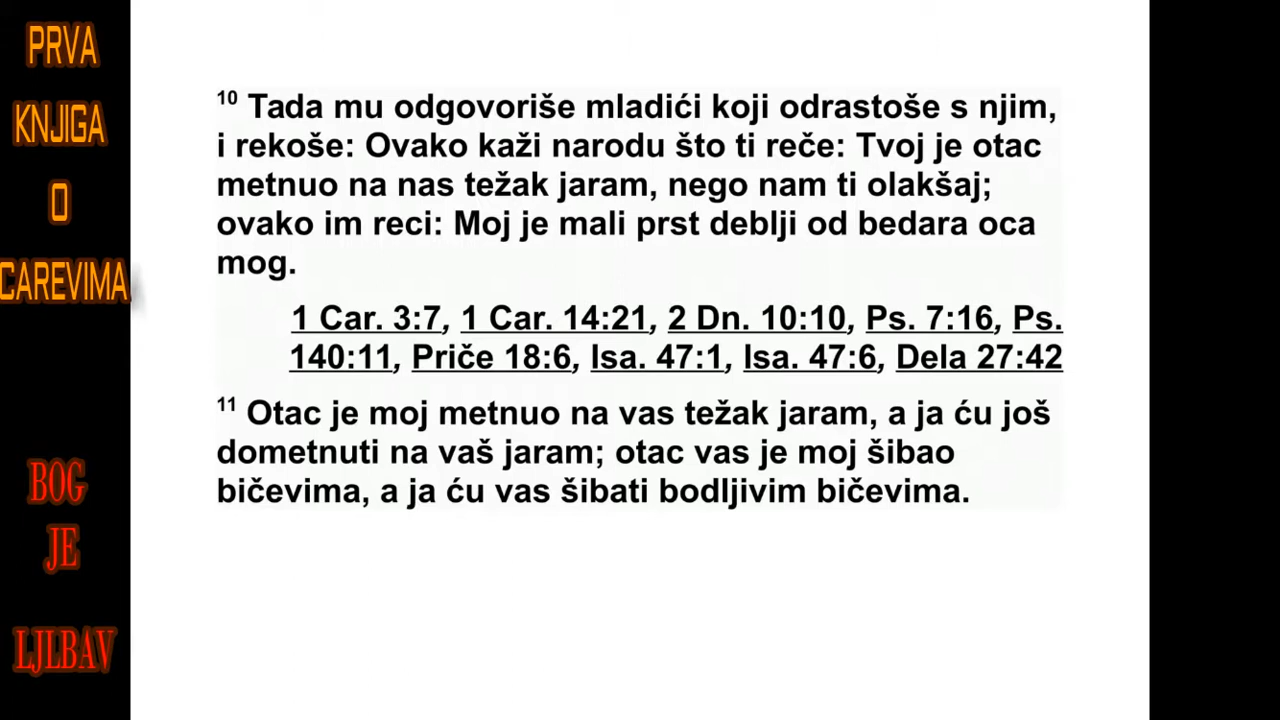 PRVA
KNJIGA
O
CAREVIMA
BOG
JE
LJLBAV
10 Tada mu odgovoriše mladići koji odrastoše s njim,
i rekoše: Ovako kaži narodu što ti reče: Tvoj je otac
metnuo na nas težak jaram, nego nam ti olakšaj;
ovako im reci: Moj je mali prst deblji od bedara oca
mog.
1 Car. 3:7, 1 Car. 14:21, 2 Dn. 10:10, Ps. 7:16, Ps.
140:11, Priče 18:6, Isa. 47:1, Isa. 47:6, Dela 27:42
11 Otac je moj metnuo na vas težak jaram, a ja ću još
dometnuti na vaš jaram; otac vas je moj šibao
bičevima, a ja ću vas šibati bodljivim bičevima.